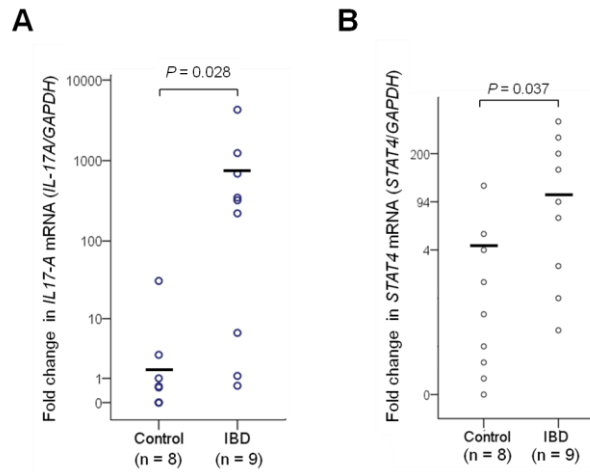 A
Fold change in IL17-A mRNA (IL-17A/GAPDH)
P = 0.028
10000
1000
100
10
1
0
Control
(n = 8)
IBD
(n = 9)
B
Fold change in STAT4 mRNA (STAT4/GAPDH)
P = 0.037
200
94
4
0
Control
(n = 8)
IBD
(n = 9)